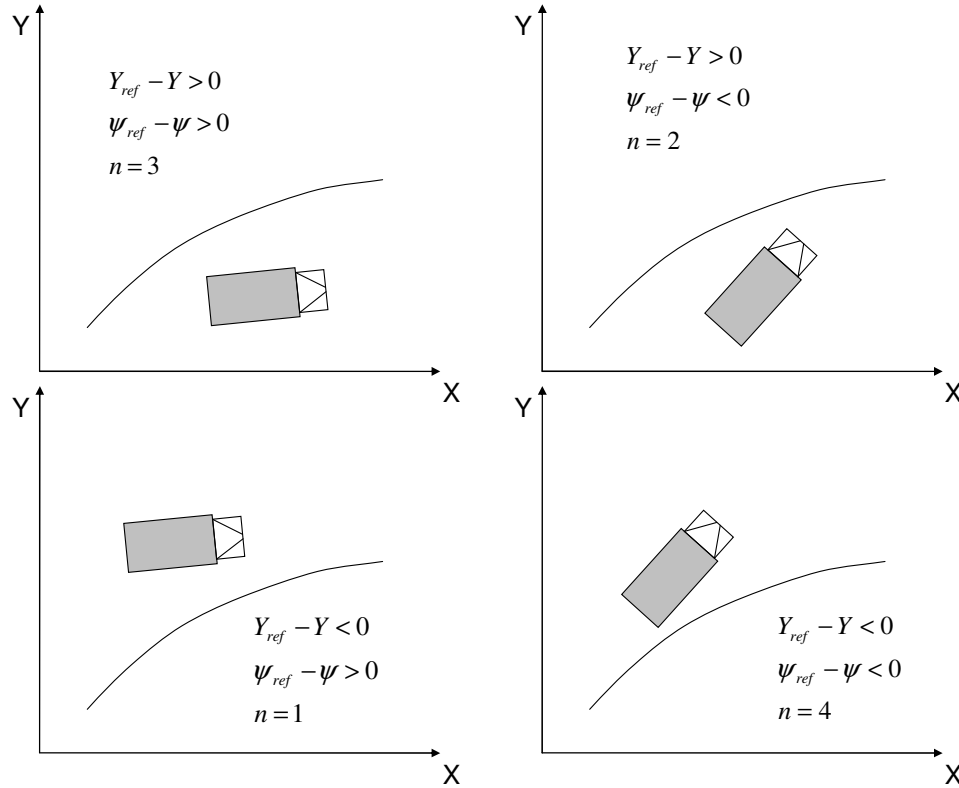 Y
Y_ref − Y > 0
ψ_ref − ψ > 0
n = 3
X
Y
Y_ref − Y > 0
ψ_ref − ψ < 0
n = 2
X
Y
Y_ref − Y < 0
ψ_ref − ψ > 0
n = 1
X
Y
Y_ref − Y < 0
ψ_ref − ψ < 0
n = 4
X